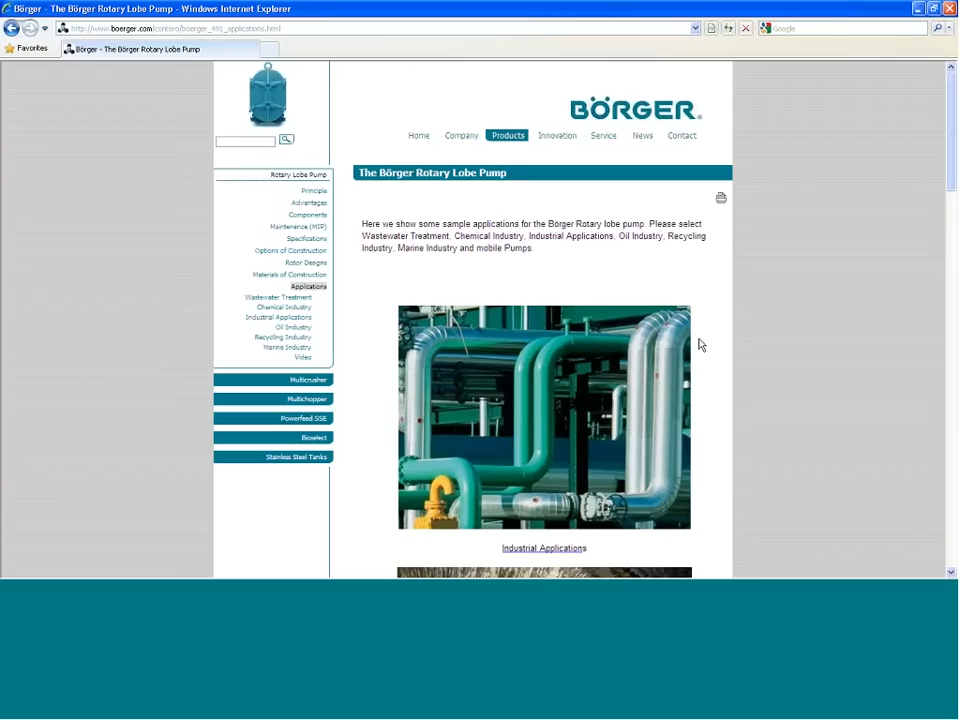 Börger - The Börger Rotary Lobe Pump - Windows Internet Explorer
http://www.boerger.com/contero/boerger_491_applications.html
Google
Favorites
Börger - The Börger Rotary Lobe Pump
BÖRGER®
Home Company Products Innovation Service News Contact
Rotary Lobe Pump
Principle
Advantages
Components
Maintenance (MIP)
Specifications
Options of Construction
Rotor Designs
Materials of Construction
Applications
Wastewater Treatment
Chemical Industry
Industrial Applications
Oil Industry
Recycling Industry
Marine Industry
Video
Multicrusher
Multichopper
Powerfeed SSE
Bioselect
Stainless Steel Tanks
The Börger Rotary Lobe Pump
Here we show some sample applications for the Börger Rotary lobe pump. Please select
Wastewater Treatment, Chemical Industry, Industrial Applications, Oil Industry, Recycling
Industry, Marine Industry and mobile Pumps.
Industrial Applications